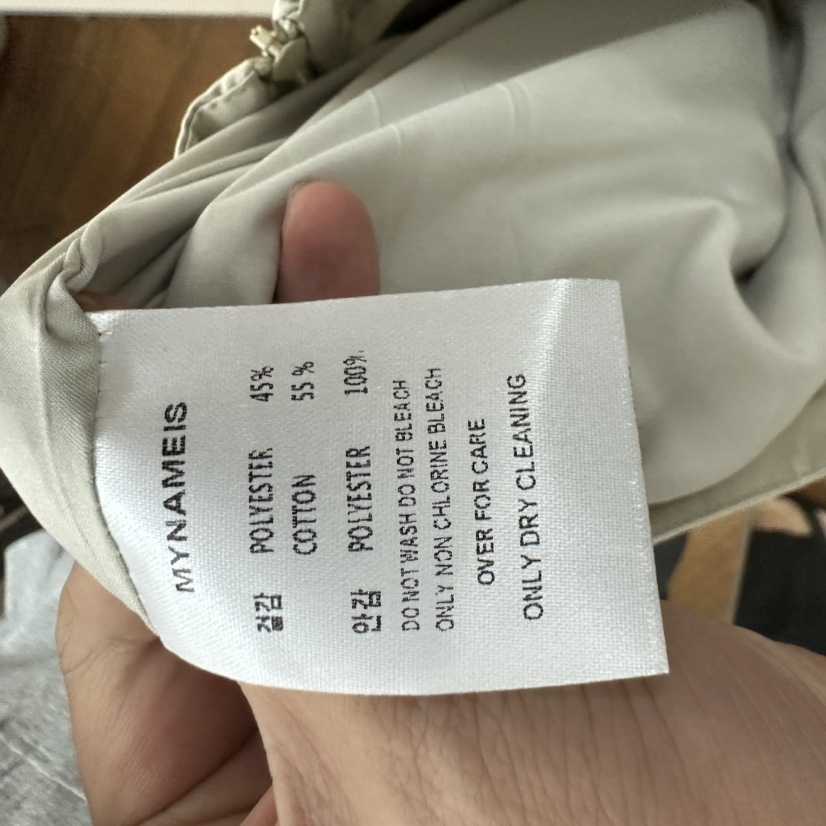 MYNAMEIS
겉감 POLYESTER 45%
COTTON 55 %
안감 POLYESTER 100%
DO NOT WASH DO NOT BLEACH
ONLY NON CHLORINE BLEACH
OVER FOR CARE
ONLY DRY CLEANING